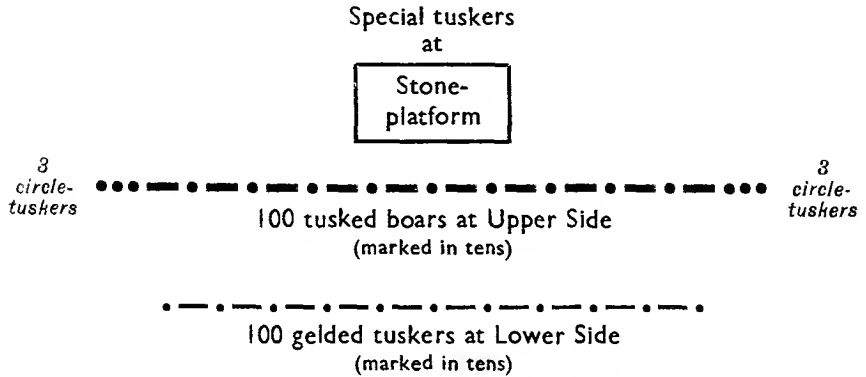 Special tuskers
at
Stone-
platform
3
circle-
tuskers
3
circle-
tuskers
100 tusked boars at Upper Side
(marked in tens)
100 gelded tuskers at Lower Side
(marked in tens)